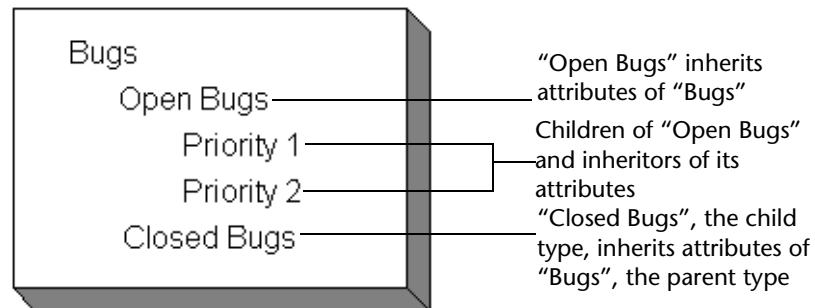 Bugs
Open Bugs
Priority 1
Priority 2
Closed Bugs
“Open Bugs” inherits
attributes of “Bugs”
Children of “Open Bugs”
and inheritors of its
attributes
“Closed Bugs”, the child
type, inherits attributes of
“Bugs”, the parent type